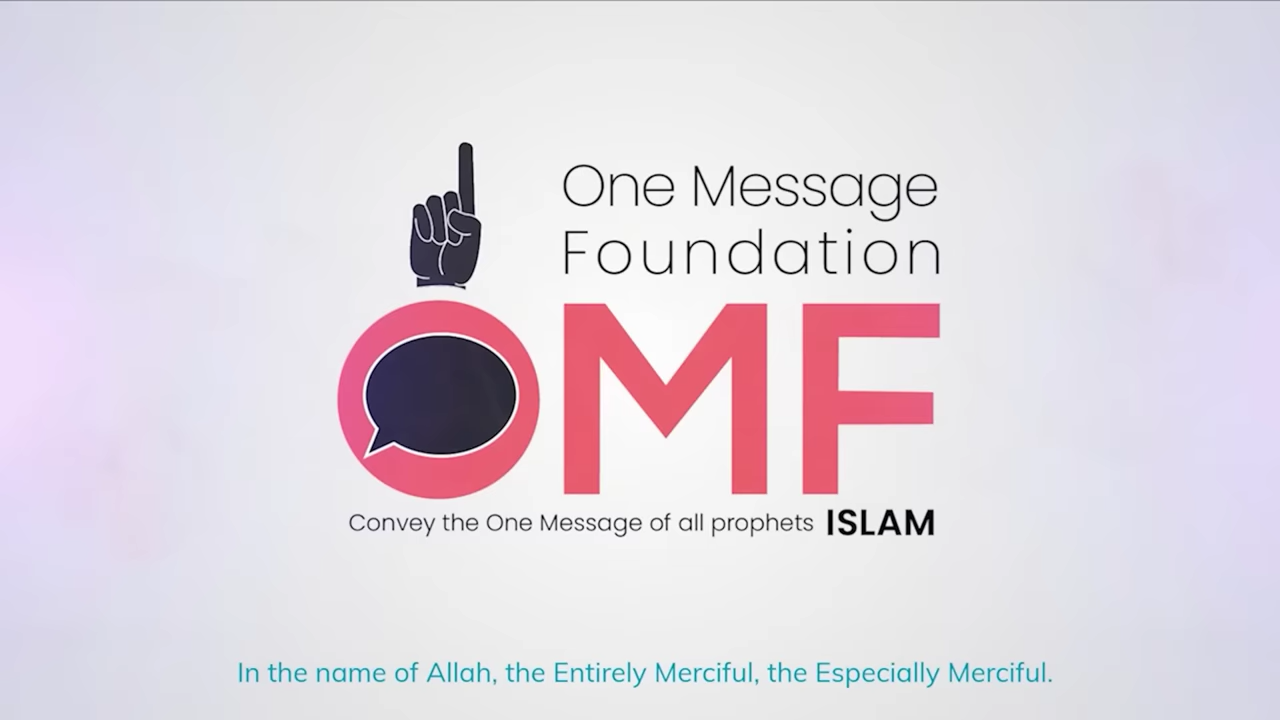 One Message
Foundation
OMF
Convey the One Message of all prophets ISLAM
In the name of Allah, the Entirely Merciful, the Especially Merciful.